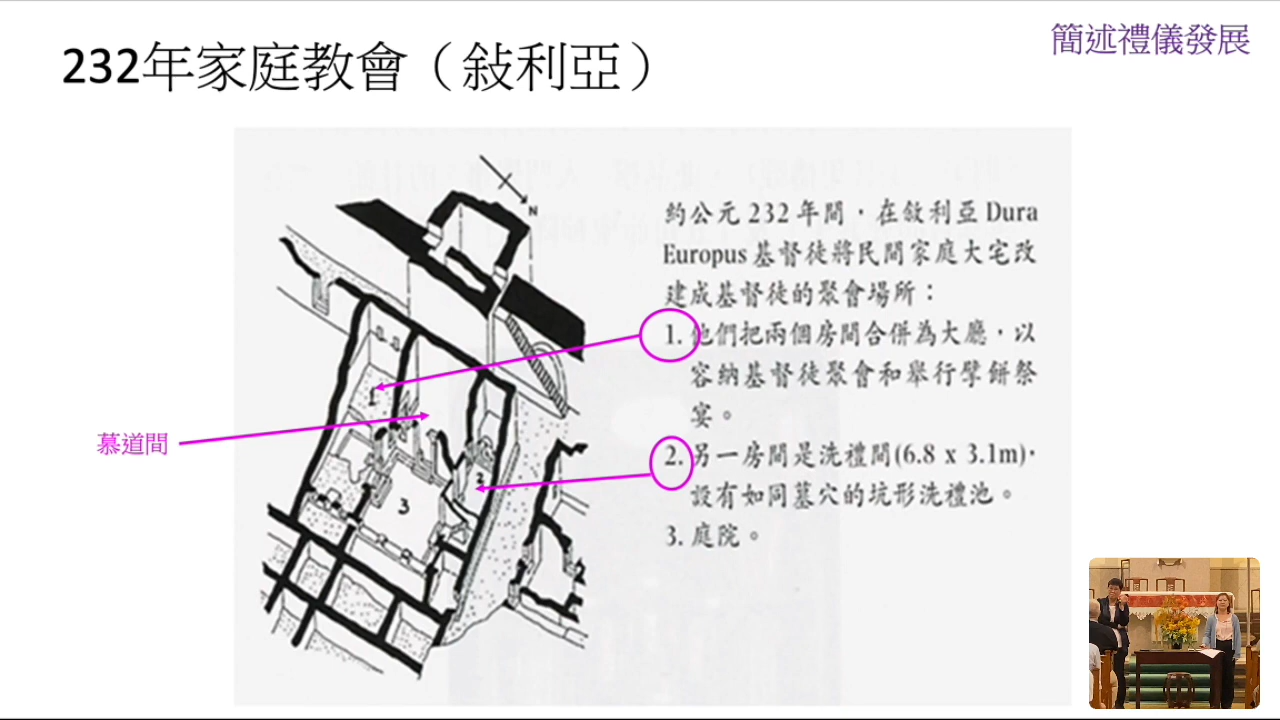 簡述禮儀發展
232年家庭教會（敍利亞）
N
約公元232年間，在敍利亞Dura
Europus基督徒將民間家庭大宅改
建成基督徒的聚會場所：
1. 他們把兩個房間合併為大廳，以
容納基督徒聚會和舉行擘餅祭
宴。
2. 另一房間是洗禮間(6.8 x 3.1m)，
設有如同墓穴的坑形洗禮池。
3. 庭院。
慕道間
1
2
3